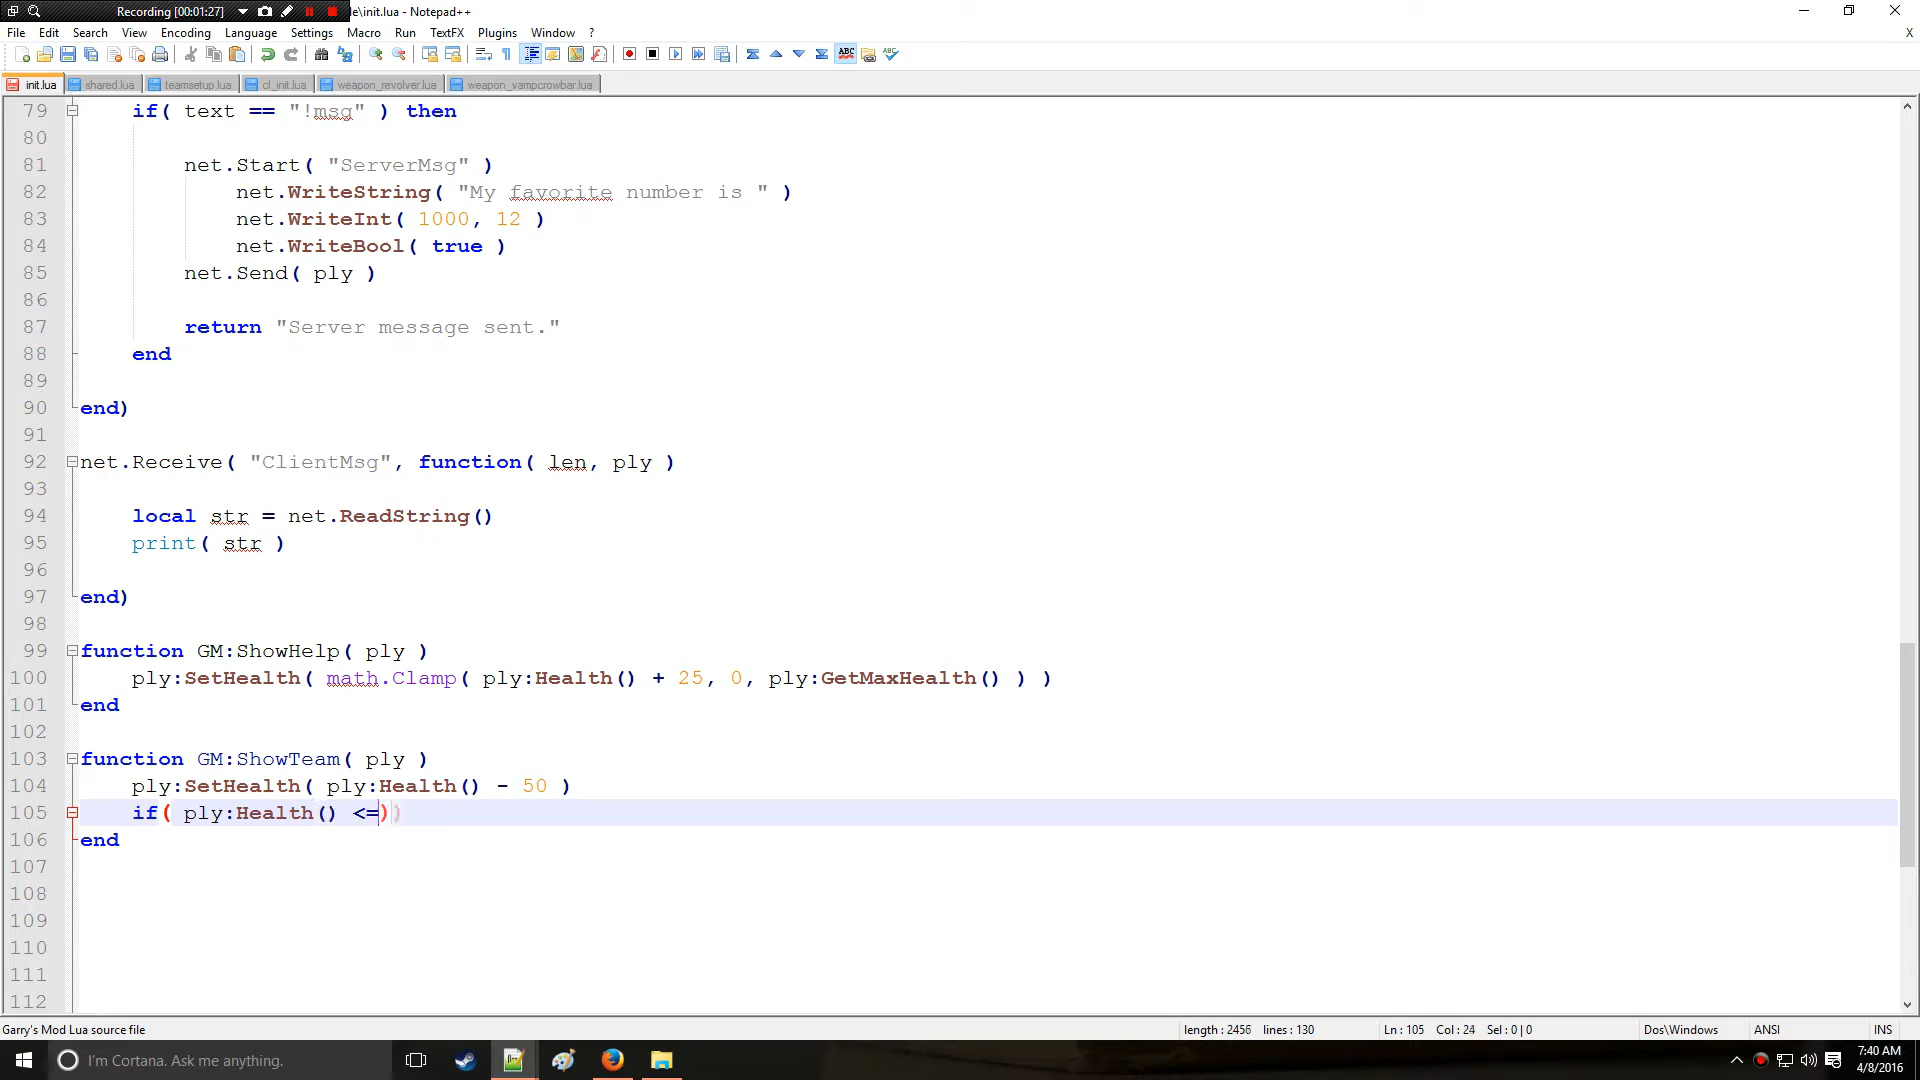 Recording [00:01:27] le\init.lua - Notepad++
File Edit Search View Encoding Language Settings Macro Run TextFX Plugins Window ? X
init.lua shared.lua teamsetup.lua cl_init.lua weapon_revolver.lua weapon_vampcrowbar.lua
79 if( text == "!msg" ) then
80
81 net.Start( "ServerMsg" )
82 net.WriteString( "My favorite number is " )
83 net.WriteInt( 1000, 12 )
84 net.WriteBool( true )
85 net.Send( ply )
86
87 return "Server message sent."
88 end
89
90 end)
91
92 net.Receive( "ClientMsg", function( len, ply )
93
94 local str = net.ReadString()
95 print( str )
96
97 end)
98
99 function GM:ShowHelp( ply )
100 ply:SetHealth( math.Clamp( ply:Health() + 25, 0, ply:GetMaxHealth() ) )
101 end
102
103 function GM:ShowTeam( ply )
104 ply:SetHealth( ply:Health() - 50 )
105 if( ply:Health() <=))
106 end
107
108
109
110
111
112
Garry's Mod Lua source file length : 2456 lines : 130 Ln : 105 Col : 24 Sel : 0 | 0 Dos\Windows ANSI INS
I'm Cortana. Ask me anything. 7:40 AM
4/8/2016